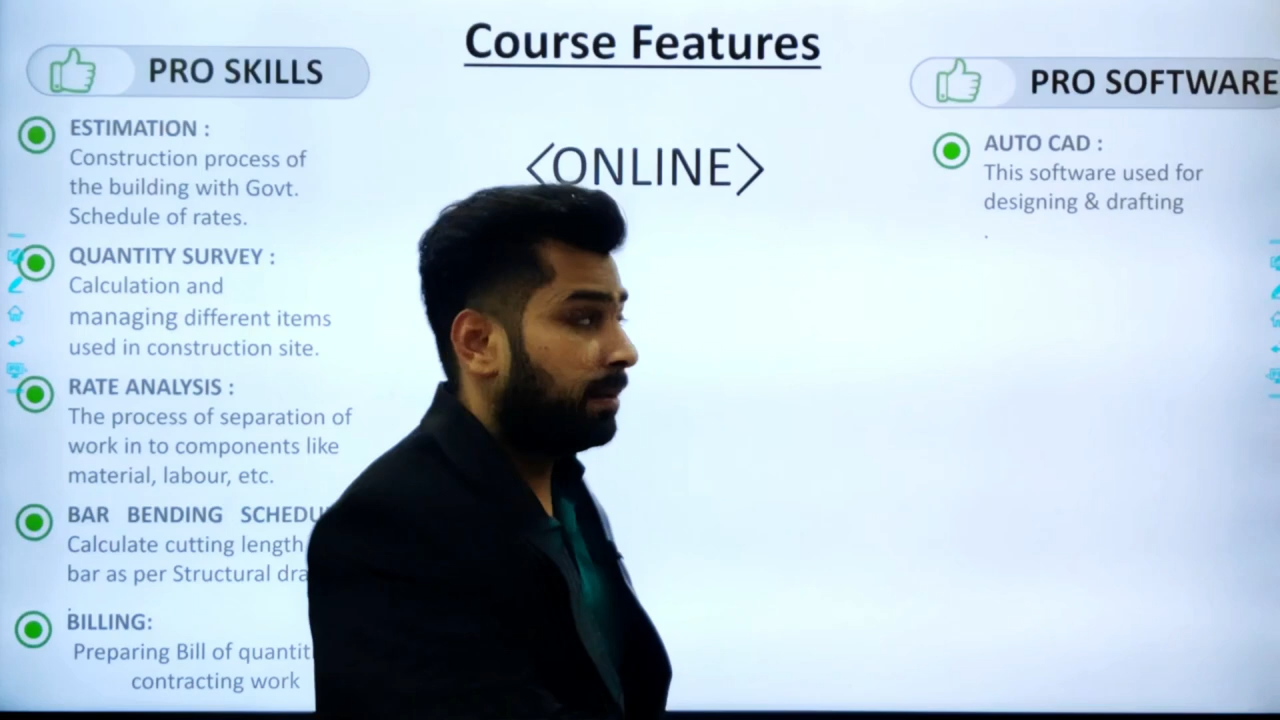 Course Features
PRO SKILLS
ESTIMATION :
Construction process of
the building with Govt.
Schedule of rates.
QUANTITY SURVEY :
Calculation and
managing different items
used in construction site.
RATE ANALYSIS :
The process of separation of
work in to components like
material, labour, etc.
BAR BENDING
Calculate cutting length
bar as per Structural
BILLING:
Preparing Bill of
contracting work
<ONLINE>
PRO SOFTWARE
AUTO CAD :
This software used for
designing & drafting
.